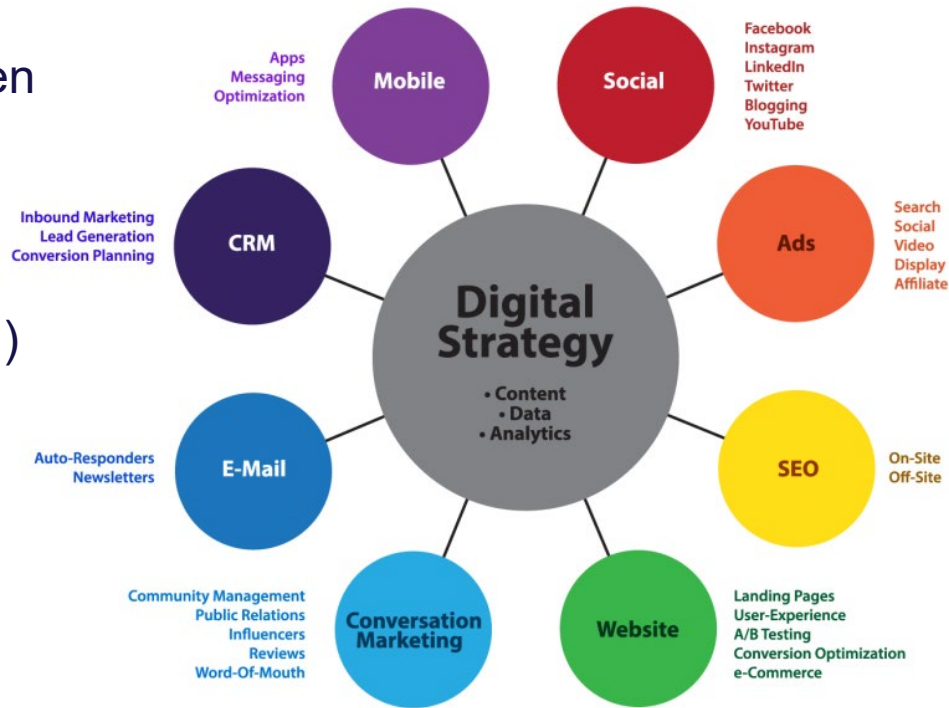 en
)
Apps
Messaging
Optimization
Mobile
Social
Facebook
Instagram
LinkedIn
Twitter
Blogging
YouTube
Inbound Marketing
Lead Generation
Conversion Planning
CRM
Ads
Search
Social
Video
Display
Affiliate
Digital
Strategy
• Content
• Data
• Analytics
Auto-Responders
Newsletters
E-Mail
SEO
On-Site
Off-Site
Community Management
Public Relations
Influencers
Reviews
Word-Of-Mouth
Conversation
Marketing
Website
Landing Pages
User-Experience
A/B Testing
Conversion Optimization
e-Commerce